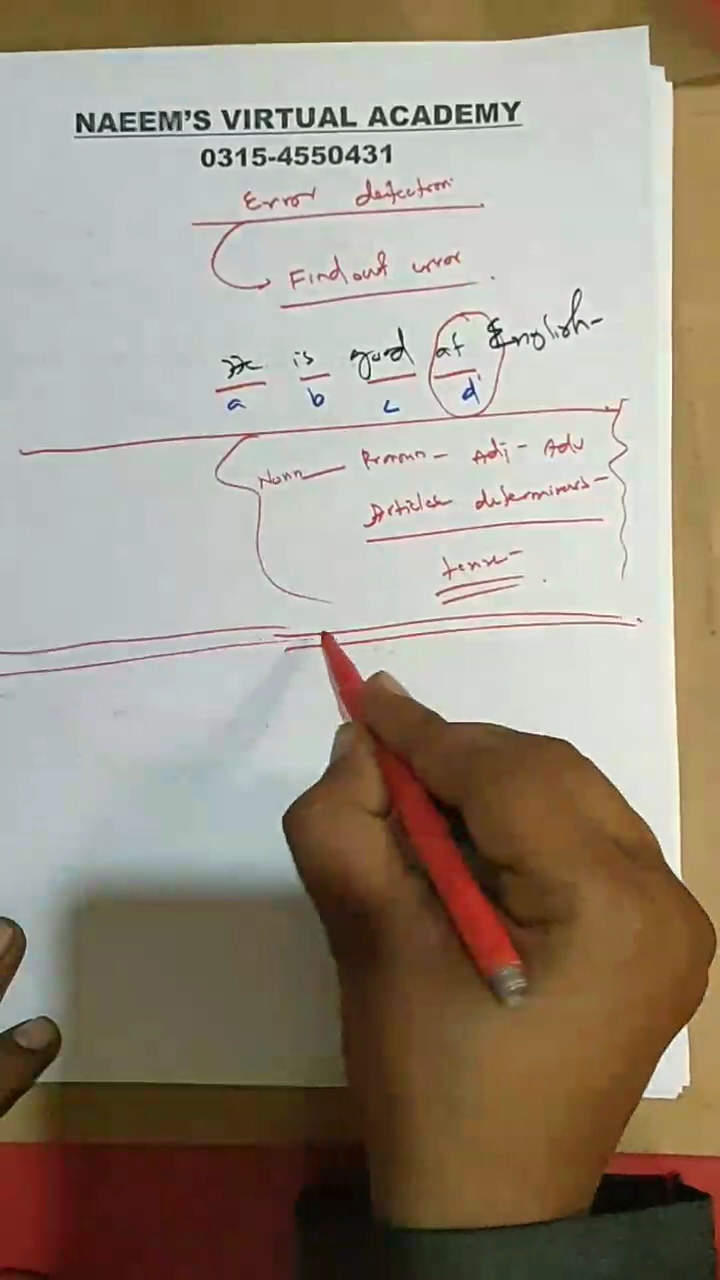 NAEEM'S VIRTUAL ACADEMY
0315-4550431
Error detection
Find out error.
He is good at English-
a b c d
Noun — Pronoun - Adj - Adv
Articles determiners-
tense-